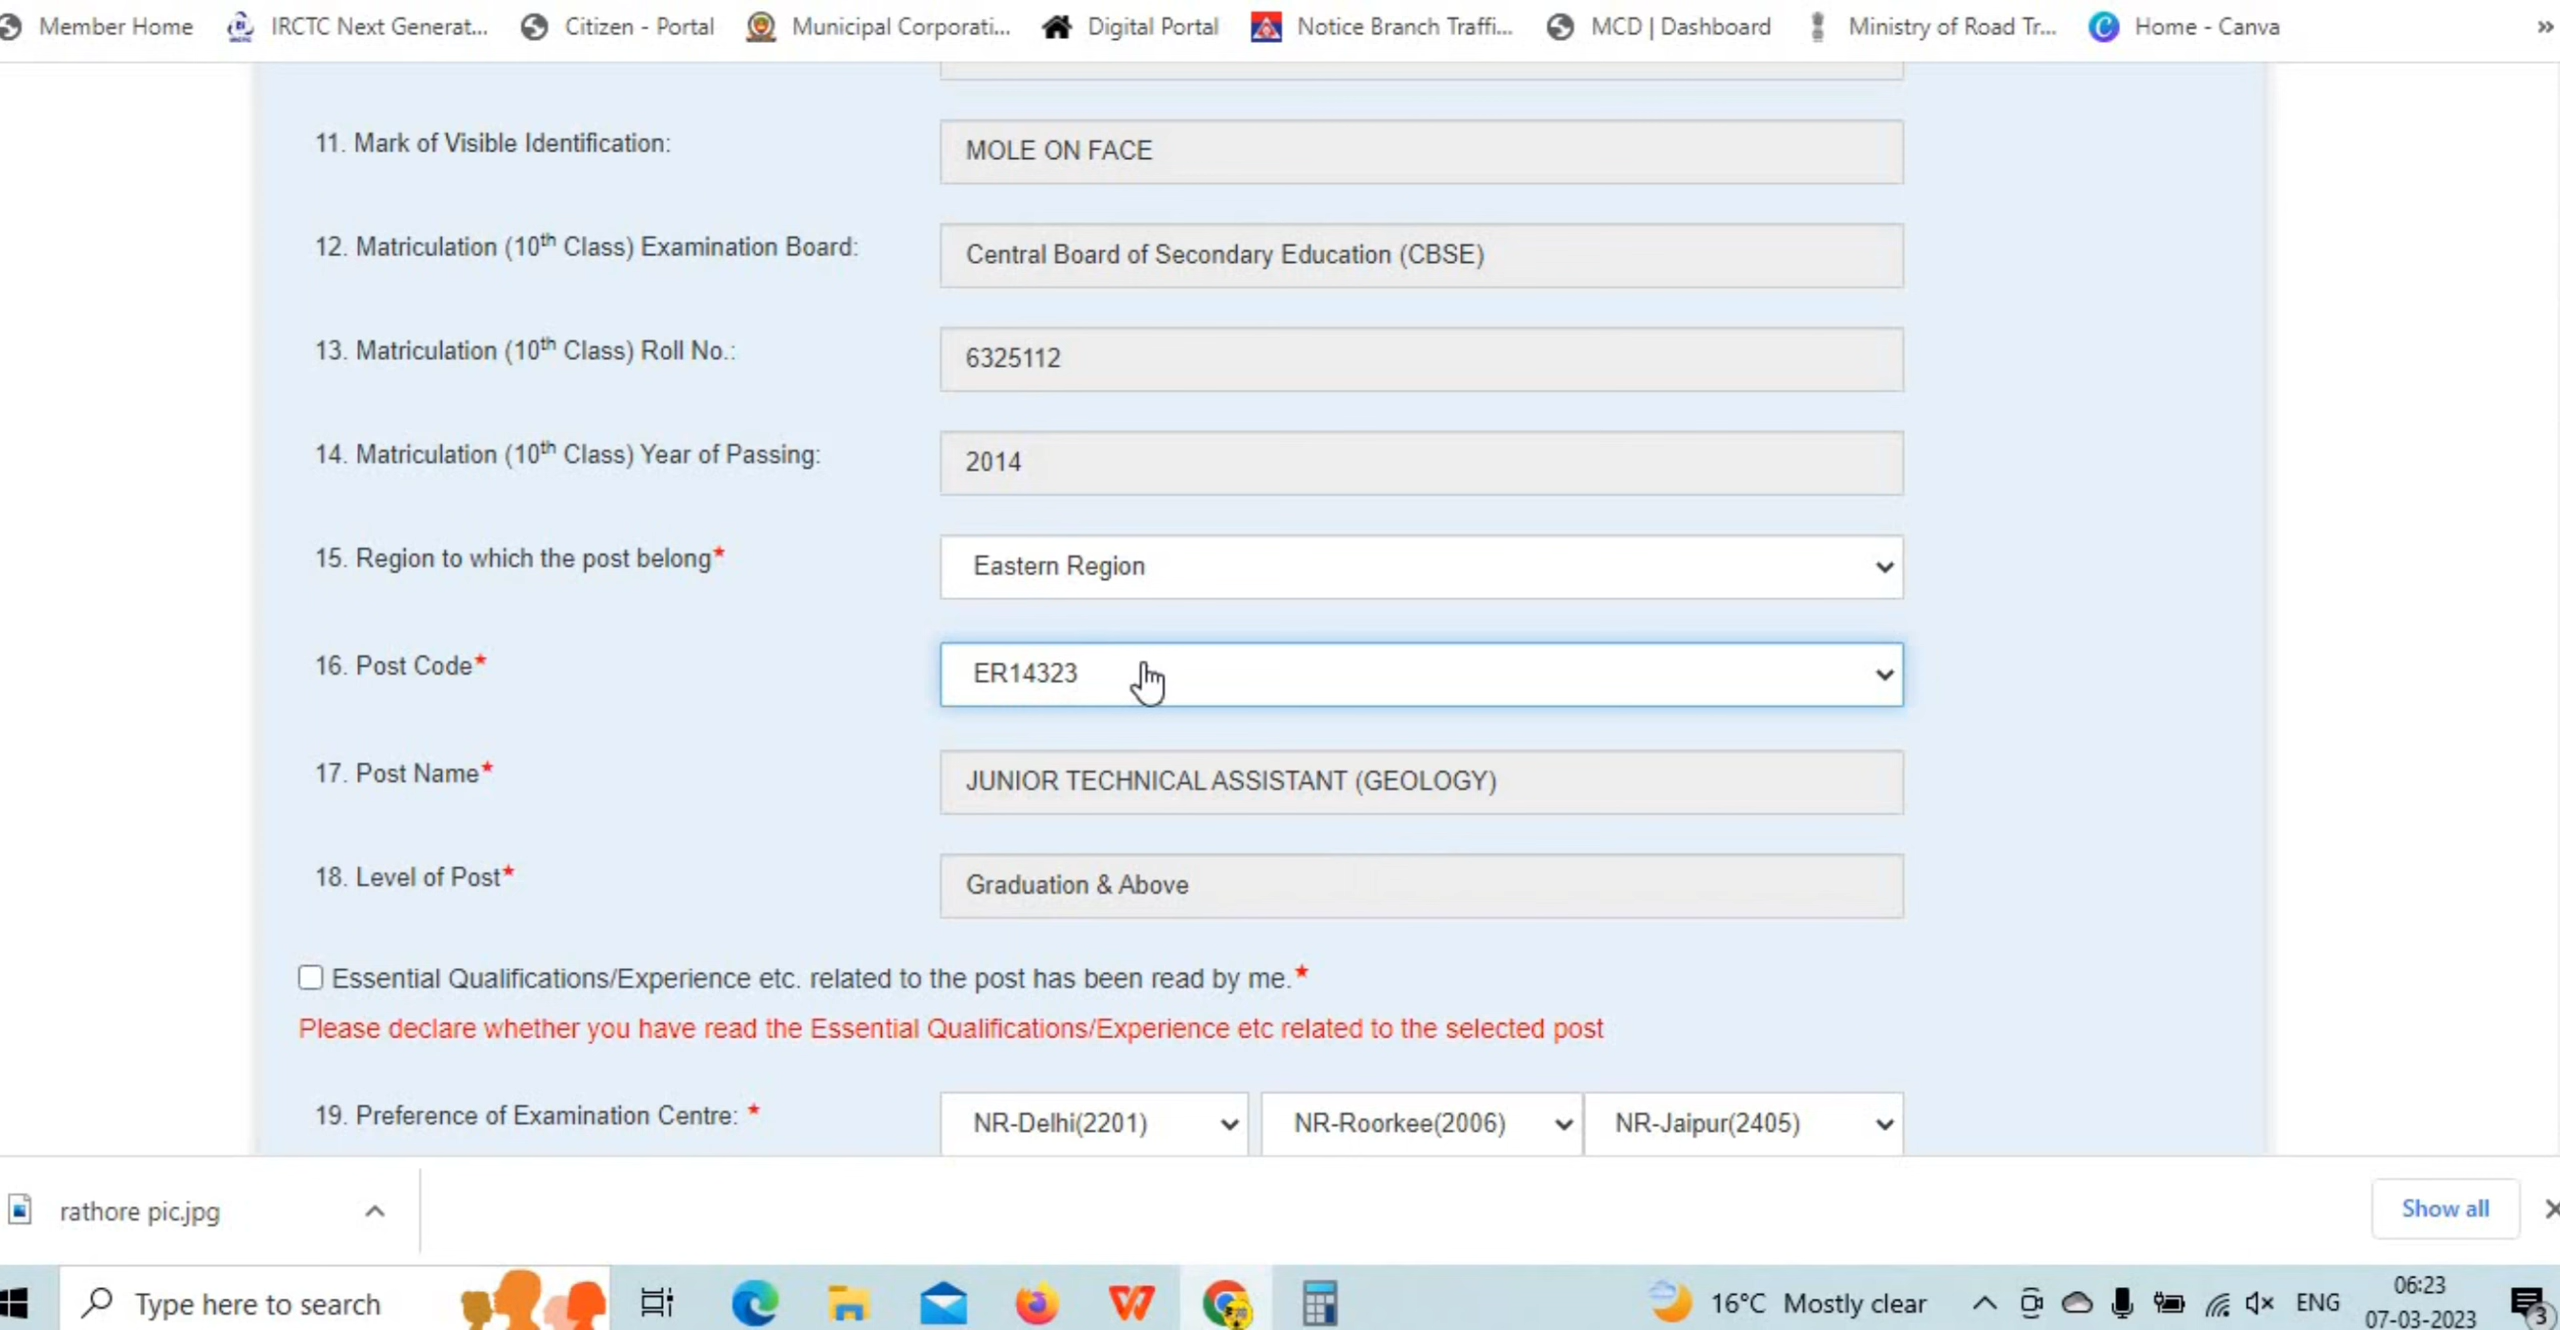 Member Home IRCTC Next Generat... Citizen - Portal Municipal Corporati... Digital Portal Notice Branch Traffi... MCD | Dashboard Ministry of Road Tr... Home - Canva »
11. Mark of Visible Identification: MOLE ON FACE
12. Matriculation (10th Class) Examination Board: Central Board of Secondary Education (CBSE)
13. Matriculation (10th Class) Roll No.: 6325112
14. Matriculation (10th Class) Year of Passing: 2014
15. Region to which the post belong* Eastern Region
16. Post Code* ER14323
17. Post Name* JUNIOR TECHNICAL ASSISTANT (GEOLOGY)
18. Level of Post* Graduation & Above
Essential Qualifications/Experience etc. related to the post has been read by me.*
Please declare whether you have read the Essential Qualifications/Experience etc related to the selected post
19. Preference of Examination Centre: * NR-Delhi(2201) NR-Roorkee(2006) NR-Jaipur(2405)
rathore pic.jpg Show all
Type here to search 16°C Mostly clear ENG 06:23
07-03-2023 3